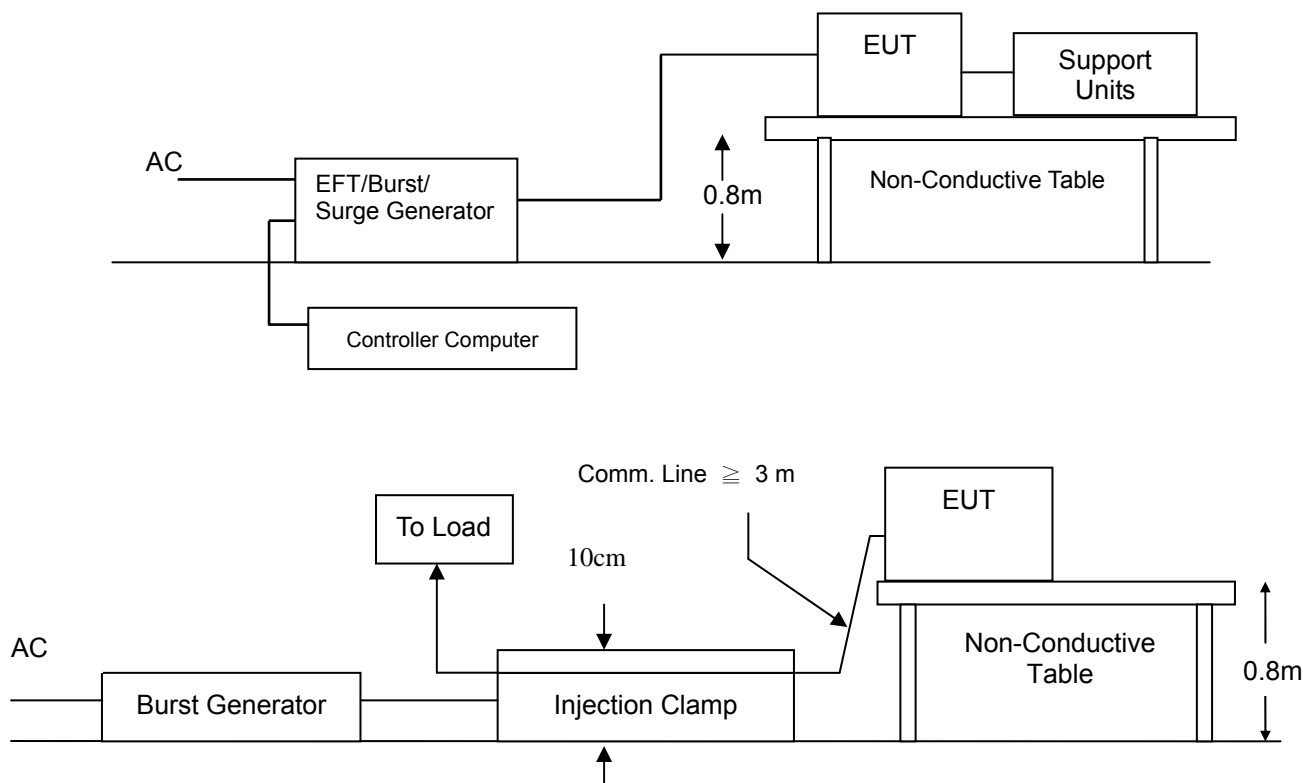 EUT
Support
Units
AC
EFT/Burst/
Surge Generator
0.8m
Non-Conductive Table
Controller Computer
Comm. Line ≧ 3 m
EUT
To Load
10cm
AC
Non-Conductive
Table
0.8m
Burst Generator
Injection Clamp